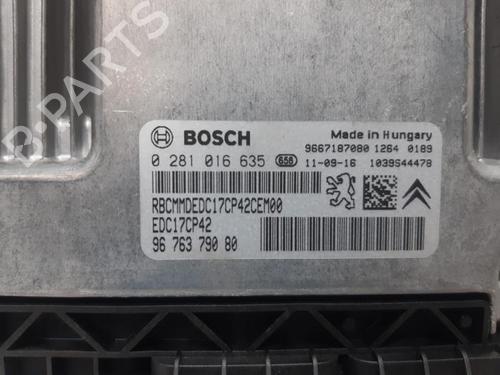 B-PARTS
BOSCH
Made in Hungary
9667187080 1264 0189
0 281 016 635 658 11-09-16 1039S44478
RBCMMDEDC17CP42CEM00
EDC17CP42
96 763 790 80